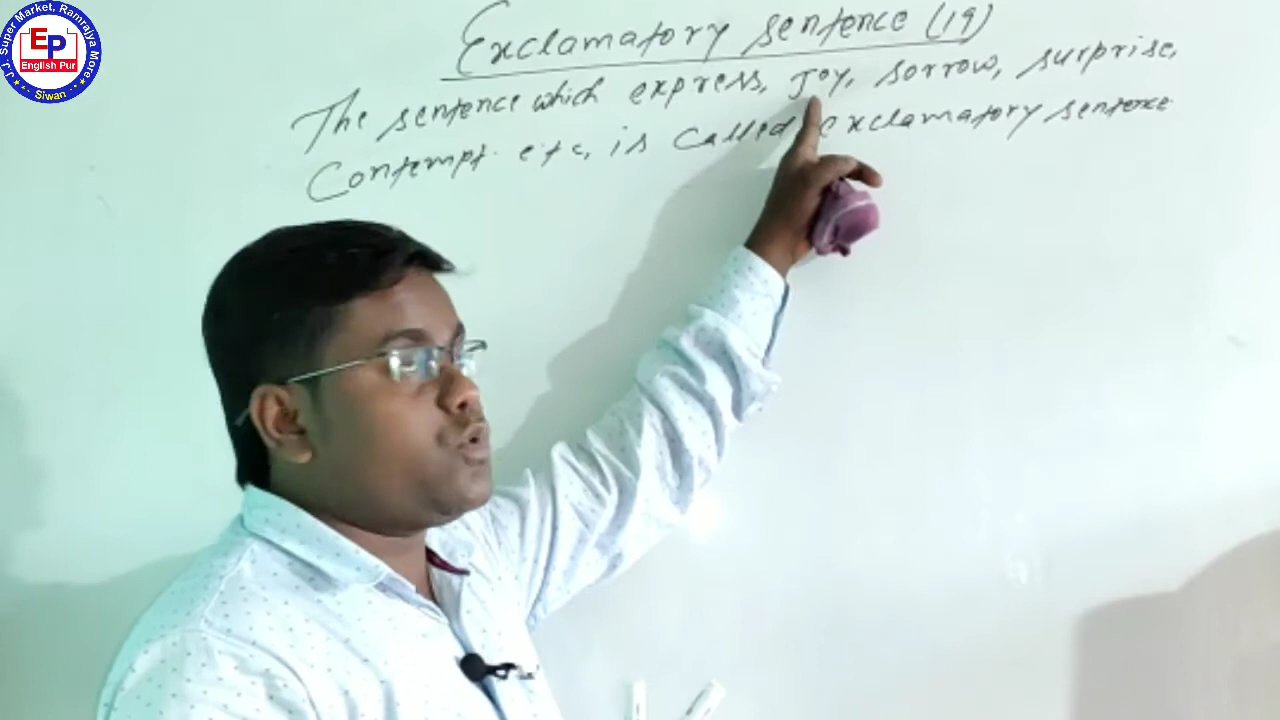 J.J. Super Market, Ramrajya More
EP
English Pur
Siwan
Exclamatory sentence (19)
The sentence which express, Joy, sorrow, surprise,
Contempt. etc, is called exclamatory sentence